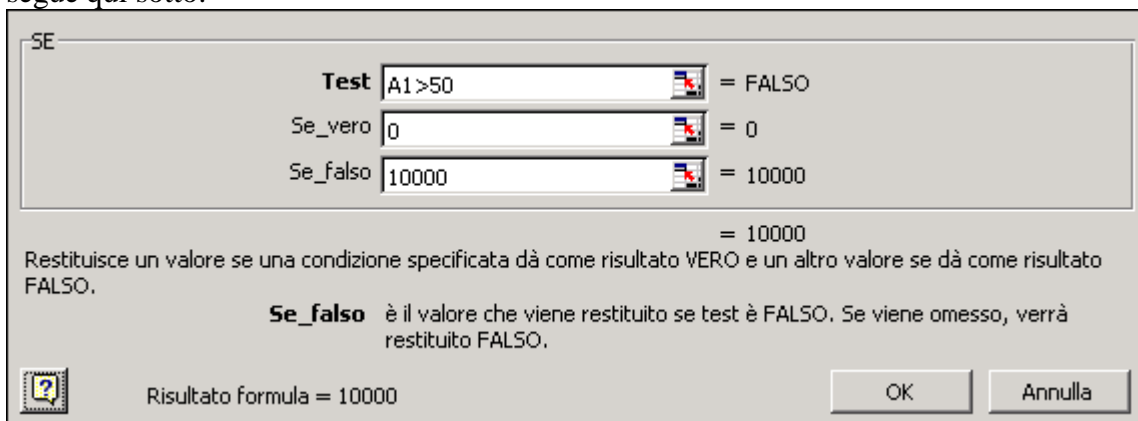 segue qui sotto:
SE
Test A1>50 = FALSO
Se_vero 0 = 0
Se_falso 10000 = 10000
= 10000
Restituisce un valore se una condizione specificata dà come risultato VERO e un altro valore se dà come risultato
FALSO.
Se_falso è il valore che viene restituito se test è FALSO. Se viene omesso, verrà
restituito FALSO.
? Risultato formula = 10000 OK Annulla